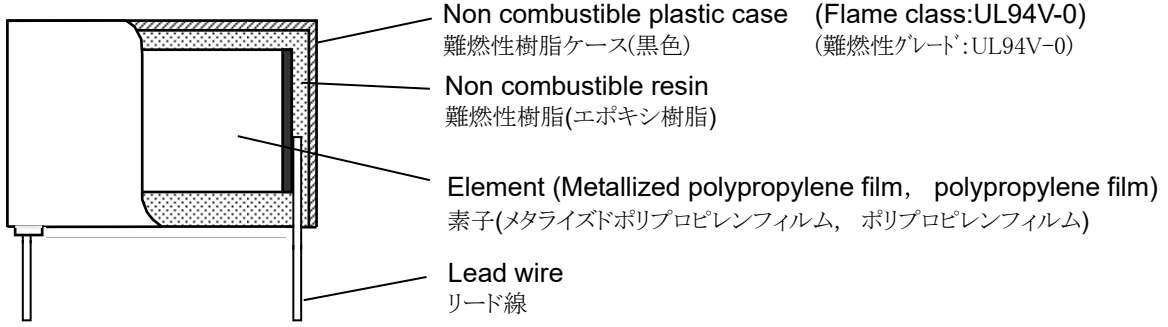 Non combustible plastic case (Flame class:UL94V-0)
難燃性樹脂ケース(黒色) (難燃性グレード:UL94V-0)
Non combustible resin
難燃性樹脂(エポキシ樹脂)
Element (Metallized polypropylene film, polypropylene film)
素子(メタライズドポリプロピレンフィルム, ポリプロピレンフィルム)
Lead wire
リード線